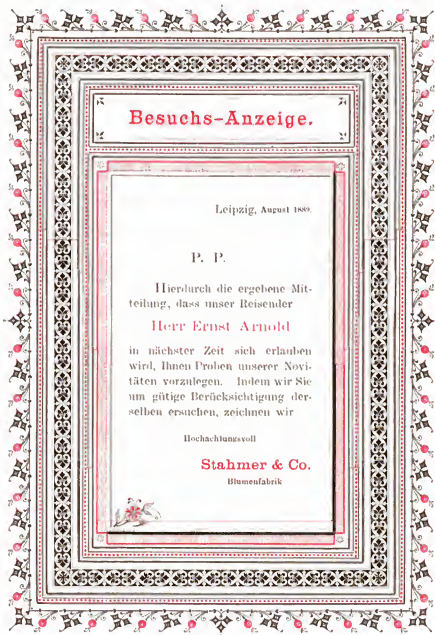 Besuchs-Anzeige.
Leipzig, August 1889.
P. P.
Hierdurch die ergebene Mit-
teilung, dass unser Reisender
Herr Ernst Arnold
in nächster Zeit sich erlauben
wird, Ihnen Proben unserer Novi-
täten vorzulegen. Indem wir Sie
um gütige Berücksichtigung der-
selben ersuchen, zeichnen wir
Hochachtungsvoll
Stahmer & Co.
Blumenfabrik